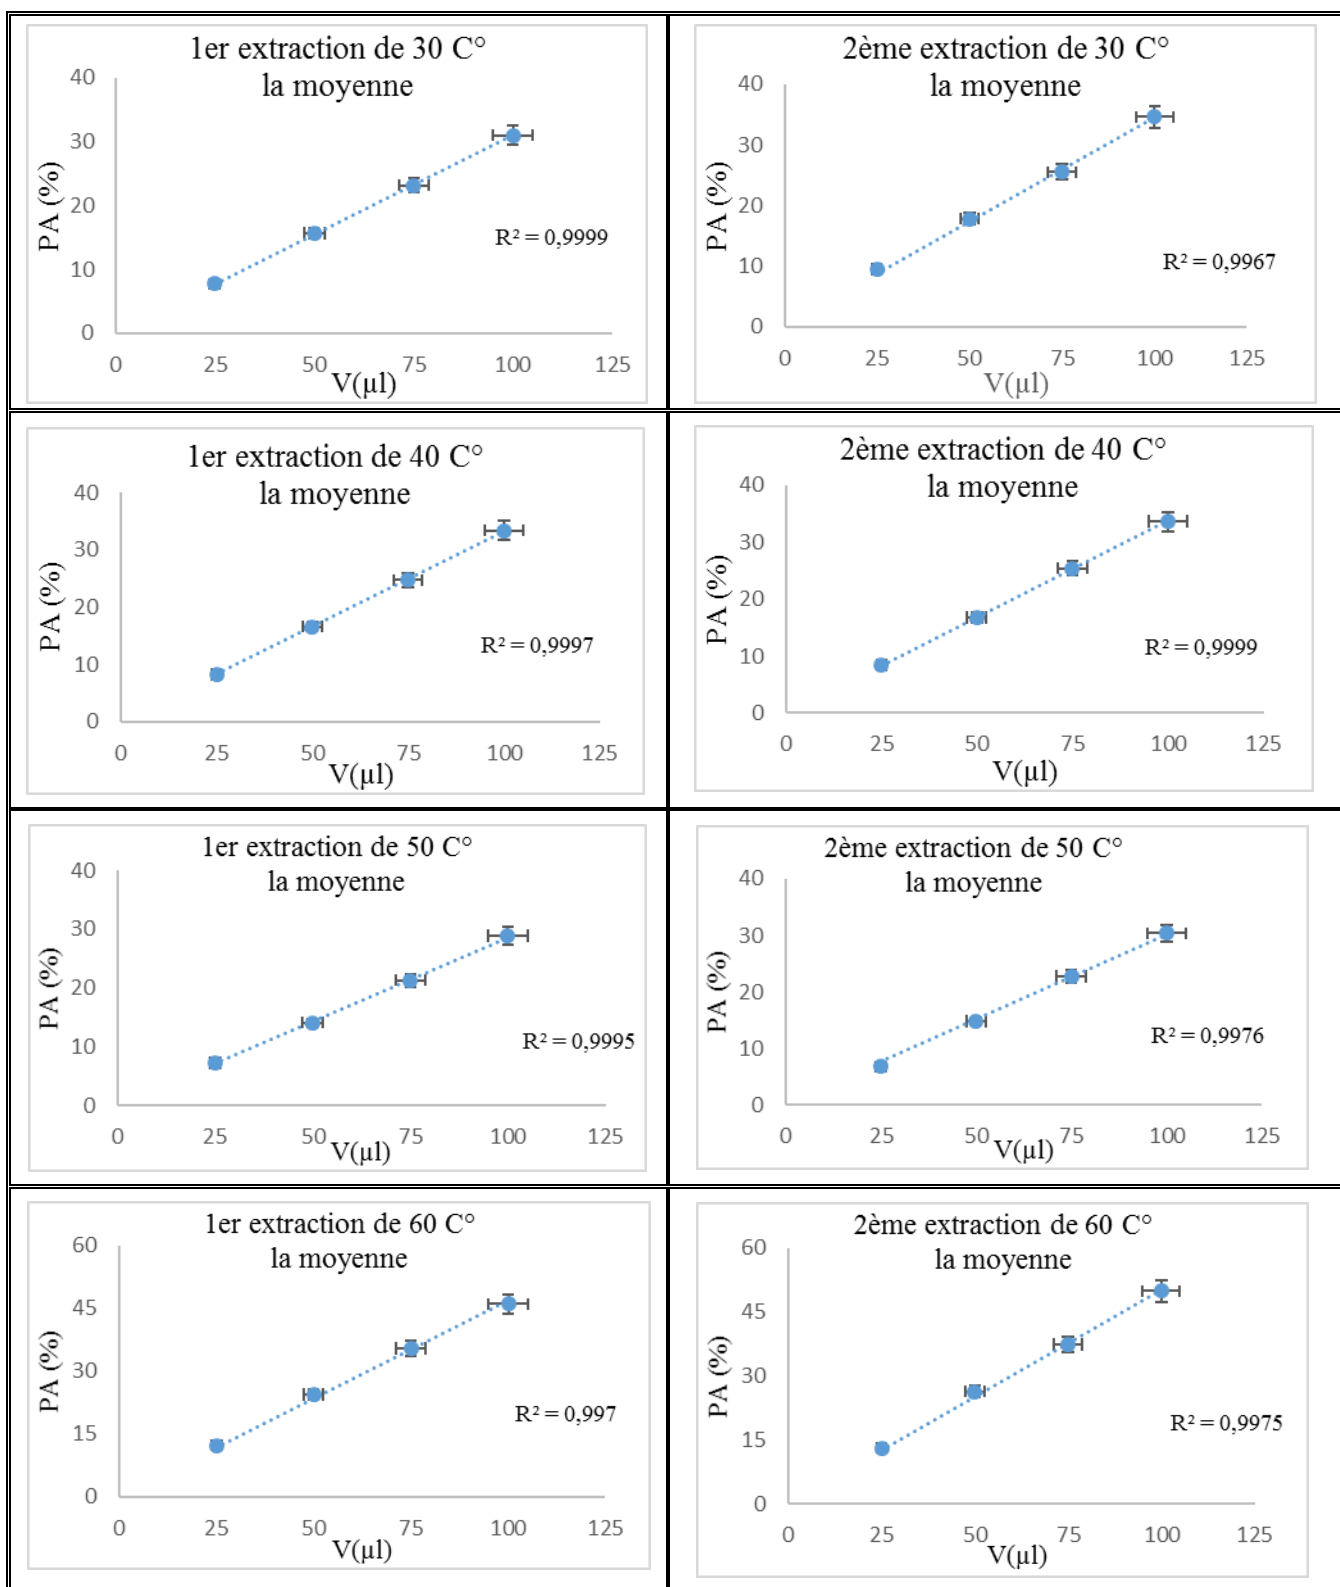 1er extraction de 30 C°
la moyenne
40
30
20
10
0
PA (%)
R² = 0,9999
0 25 50 75 100 125
V(µl)
2ème extraction de 30 C°
la moyenne
40
30
20
10
0
PA (%)
R² = 0,9967
0 25 50 75 100 125
V(µl)
1er extraction de 40 C°
la moyenne
40
30
20
10
0
PA (%)
R² = 0,9997
0 25 50 75 100 125
V(µl)
2ème extraction de 40 C°
la moyenne
40
30
20
10
0
PA (%)
R² = 0,9999
0 25 50 75 100 125
V(µl)
1er extraction de 50 C°
la moyenne
40
30
20
10
0
PA (%)
R² = 0,9995
0 25 50 75 100 125
V(µl)
2ème extraction de 50 C°
la moyenne
40
30
20
10
0
PA (%)
R² = 0,9976
0 25 50 75 100 125
V(µl)
1er extraction de 60 C°
la moyenne
60
45
30
15
0
PA (%)
R² = 0,997
0 25 50 75 100 125
V(µl)
2ème extraction de 60 C°
la moyenne
60
45
30
15
0
PA (%)
R² = 0,9975
0 25 50 75 100 125
V(µl)